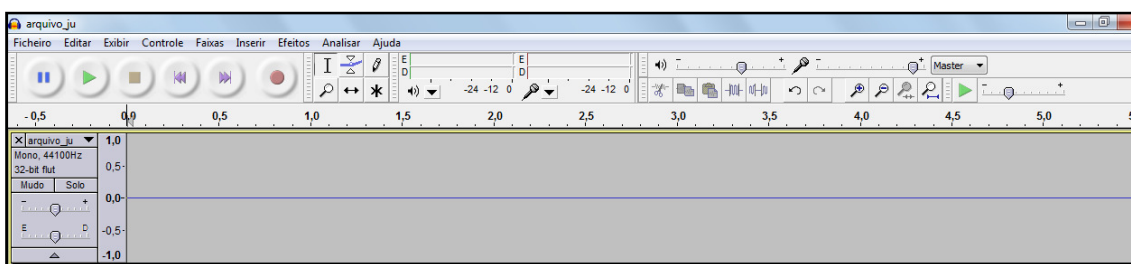 arquivo_ju
Ficheiro Editar Exibir Controle Faixas Inserir Efeitos Analisar Ajuda
E E
D D
-24 -12 0 -24 -12 0
- + - + Master
- +
- 0,5 0,0 0,5 1,0 1,5 2,0 2,5 3,0 3,5 4,0 4,5 5,0
X arquivo_ju 1,0
Mono, 44100Hz
32-bit flut 0,5-
Mudo Solo
- + 0,0-
E D -0,5-
-1,0